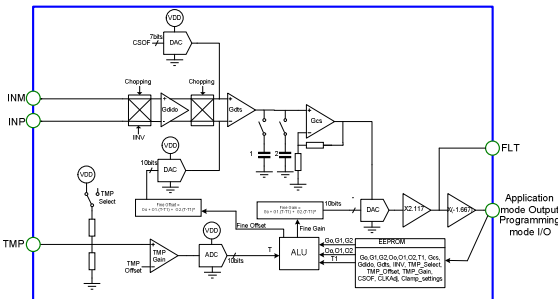 VDD
7bits
CSOF
DAC
Chopping
Chopping
INM
INP
Gdido
Gdts
Gcs
IINV
VDD
10bits
DAC
1
2
FLT
VDD
TMP
Select
Fine Gain =
10bits
DAC
X2.117
X(-1.667)
Application
mode Output
Programming
mode I/O
Fine Offset
Fine Gain
TMP
TMP
Gain
TMP
Offset
VDD
ADC
10bits
T
ALU
Go,G1,G2
Oo,O1,O2
T1
EEPROM
Go,G1,G2,Oo,O1,O2,T1, Gcs,
Gdido, Gdts, IINV, TMP_Select,
TMP_Offset, TMP_Gain,
CSOF, CLKAdj, Clamp_settings